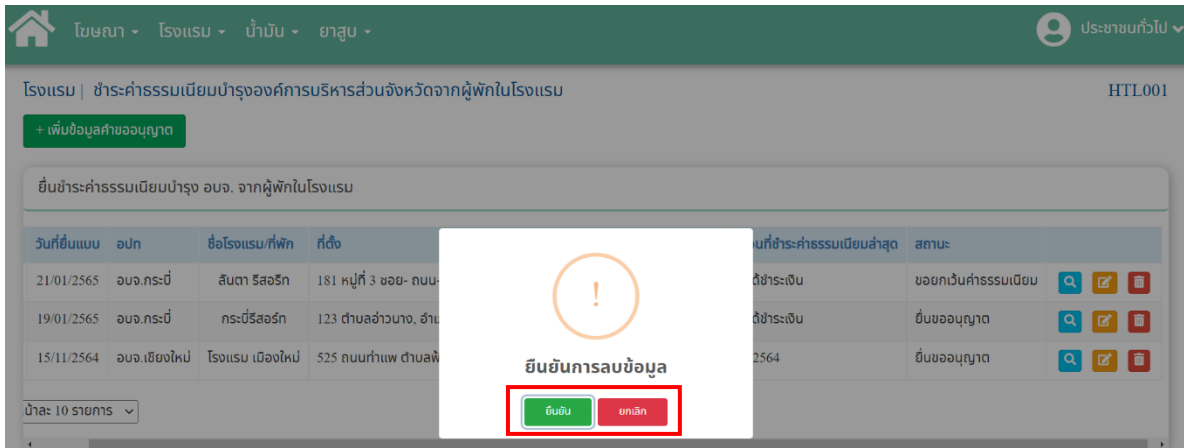 โฆษณา โรงแรม น้ำมัน ยาสูบ ประชาชนทั่วไป
โรงแรม | ชำระค่าธรรมเนียมบำรุงองค์การบริหารส่วนจังหวัดจากผู้พักในโรงแรม HTL001
+ เพิ่มข้อมูลคำขออนุญาต
ยื่นชำระค่าธรรมเนียมบำรุง อบจ. จากผู้พักในโรงแรม
วันที่ยื่นแบบ อปท ชื่อโรงแรม/ที่พัก ที่ตั้ง นที่ชำระค่าธรรมเนียมล่าสุด สถานะ
21/01/2565 อบจ.กระบี่ ลันตา รีสอร์ท 181 หมู่ที่ 3 ซอย- ถนน- ด้ชำระเงิน ขอยกเว้นค่าธรรมเนียม
19/01/2565 อบจ.กระบี่ กระบี่รีสอร์ท 123 ตำบลอ่าวนาง, อำเ ด้ชำระเงิน ยื่นขออนุญาต
15/11/2564 อบจ.เชียงใหม่ โรงแรม เมืองใหม่ 525 ถนนท่าแพ ตำบล 2564 ยื่นขออนุญาต
!
ยืนยันการลบข้อมูล
ยืนยัน ยกเลิก
น้าละ 10 รายการ